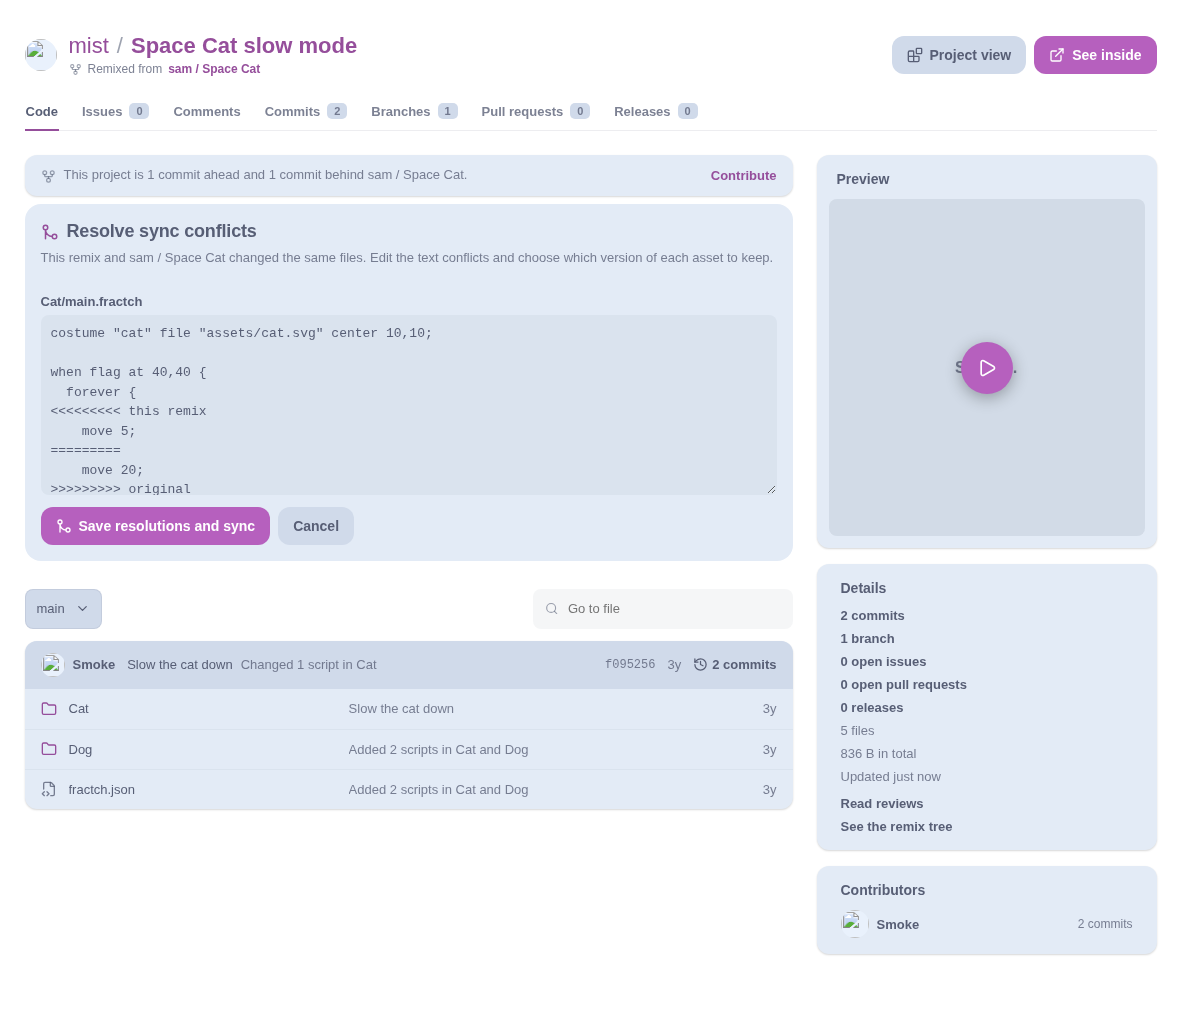 mist / Space Cat slow mode
Remixed from sam / Space Cat
Project view
See inside
Code
Issues 0
Comments
Commits 2
Branches 1
Pull requests 0
Releases 0
This project is 1 commit ahead and 1 commit behind sam / Space Cat.
Contribute
Resolve sync conflicts
This remix and sam / Space Cat changed the same files. Edit the text conflicts and choose which version of each asset to keep.
Cat/main.fractch
costume "cat" file "assets/cat.svg" center 10,10;
when flag at 40,40 {
forever {
<<<<<<<<< this remix
move 5;
=========
move 20;
>>>>>>>>> original
Save resolutions and sync
Cancel
main
Go to file
Smoke Slow the cat down Changed 1 script in Cat f095256 3y 2 commits
Cat Slow the cat down 3y
Dog Added 2 scripts in Cat and Dog 3y
fractch.json Added 2 scripts in Cat and Dog 3y
Preview
Details
2 commits
1 branch
0 open issues
0 open pull requests
0 releases
5 files
836 B in total
Updated just now
Read reviews
See the remix tree
Contributors
Smoke 2 commits